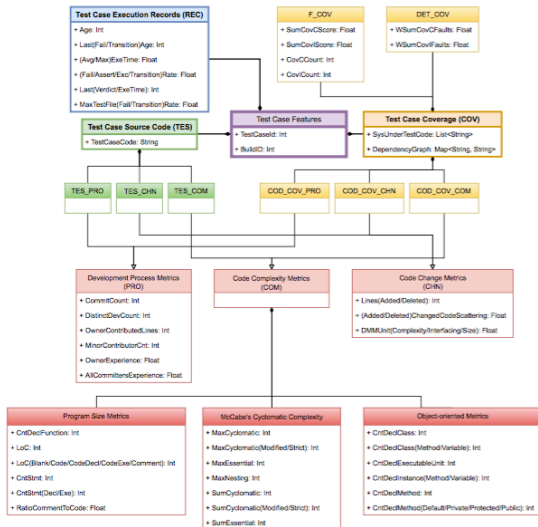 Test Case Execution Records (REC)
+ Age: Int
+ Last(Fail/Transition)Age: Int
+ (Avg/Max)ExeTime: Float
+ (Fail/Assert/Exc/Transition)Rate: Float
+ Last(Verdict/ExeTime): Int
+ MaxTestFile(Fail/Transition)Rate: Float
F_COV
+ SumCovCScore: Float
+ SumCovIScore: Float
+ CovCCount: Int
+ CovICount: Int
DET_COV
+ WSumCovCFaults: Float
+ WSumCovIFaults: Float
Test Case Source Code (TES)
+ TestCaseCode: String
Test Case Features
+ TestCaseId: Int
+ BuildID: Int
Test Case Coverage (COV)
+ SysUnderTestCode: List<String>
+ DependencyGraph: Map<String, String>
TES_PRO
TES_CHN
TES_COM
COD_COV_PRO
COD_COV_CHN
COD_COV_COM
Development Process Metrics
(PRO)
+ CommitCount: Int
+ DistinctDevCount: Int
+ OwnerContributedLines: Int
+ MinorContributorCnt: Int
+ OwnerExperience: Float
+ AllCommittersExperience: Float
Code Complexity Metrics
(COM)
Code Change Metrics
(CHN)
+ Lines(Added/Deleted): Int
+ (Added/Deleted)ChangedCodeScattering: Float
+ DMMUnit(Complexity/Interfacing/Size): Float
Program Size Metrics
+ CntDeclFunction: Int
+ LoC: Int
+ LoC(Blank/Code/CodeDecl/CodeExe/Comment): Int
+ CntStmt: Int
+ CntStmt(Decl/Exe): Int
+ RatioCommentToCode: Float
McCabe's Cyclomatic Complexity
+ MaxCyclomatic: Int
+ MaxCyclomatic(Modified/Strict): Int
+ MaxEssential: Int
+ MaxNesting: Int
+ SumCyclomatic: Int
+ SumCyclomatic(Modified/Strict): Int
+ SumEssential: Int
Object-oriented Metrics
+ CntDeclClass: Int
+ CntDeclClass(Method/Variable): Int
+ CntDeclExecutableUnit: Int
+ CntDeclInstance(Method/Variable): Int
+ CntDeclMethod: Int
+ CntDeclMethod(Default/Private/Protected/Public): Int